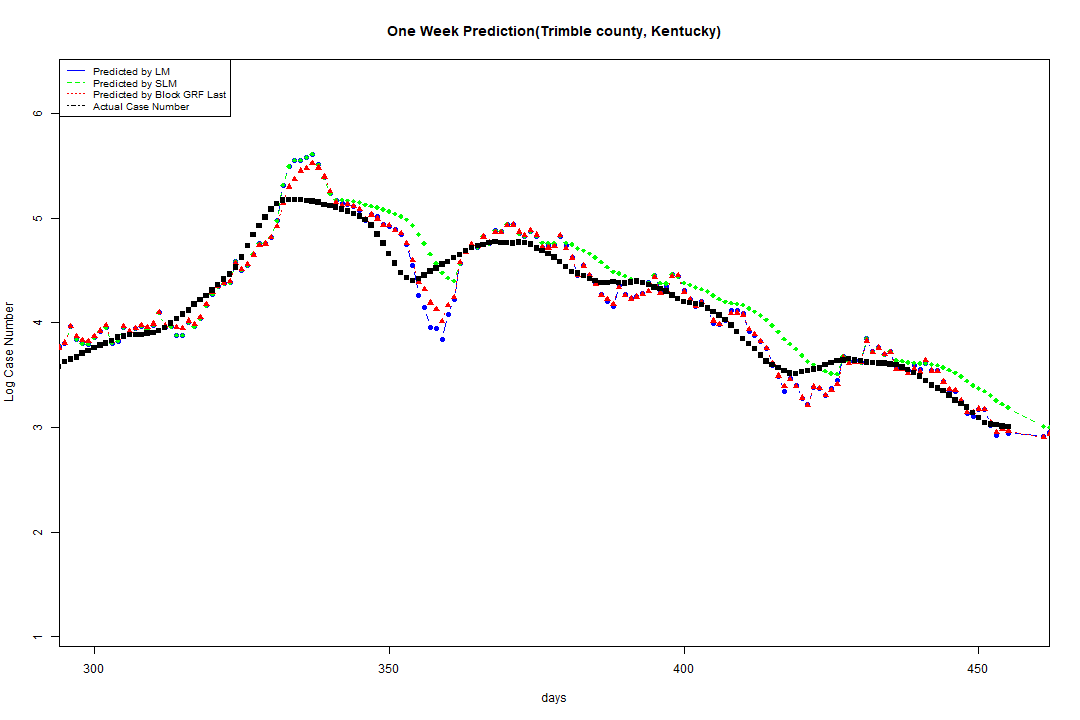 One Week Prediction(Trimble county, Kentucky)
Predicted by LM
Predicted by SLM
Predicted by Block GRF Last
Actual Case Number
Log Case Number
6
5
4
3
2
1
300 350 400 450
days